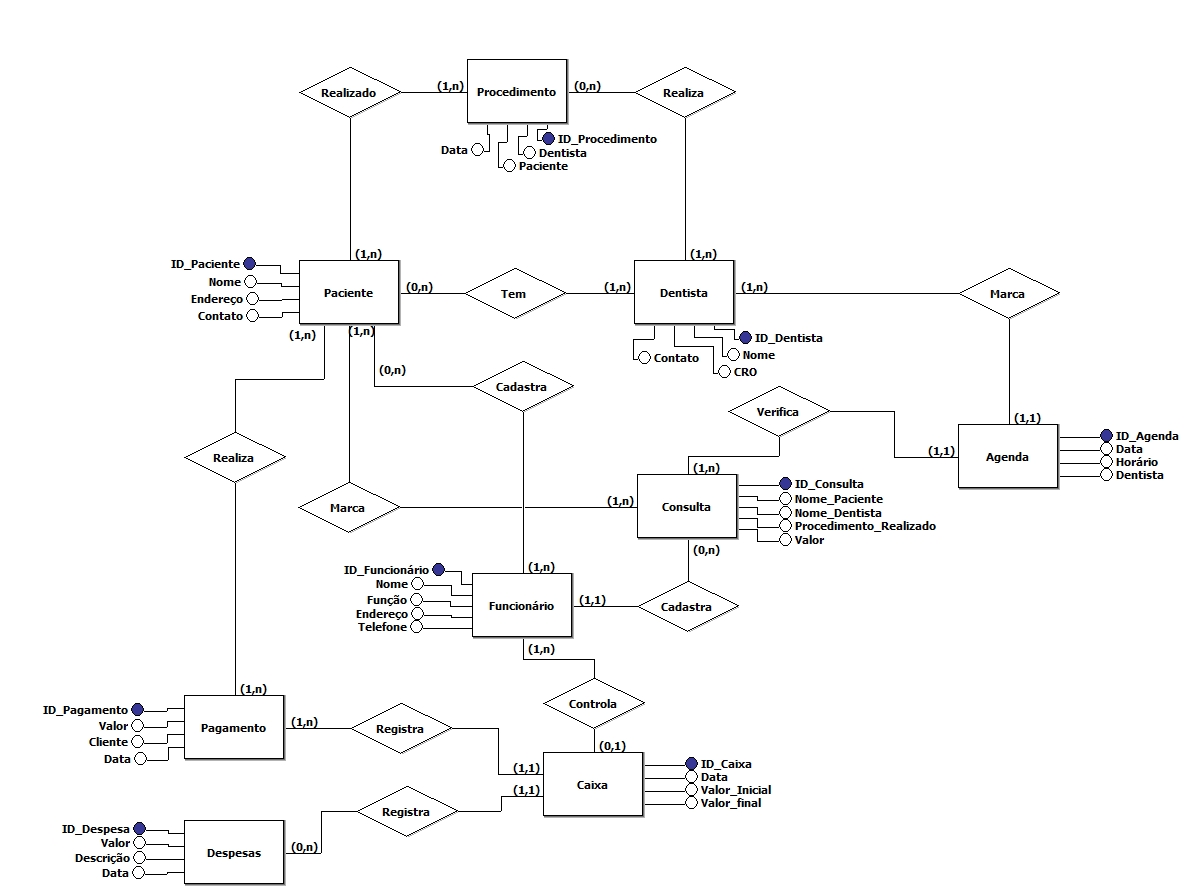 Realizado
(1,n)
Procedimento
(0,n)
Realiza
Data
ID_Procedimento
Dentista
Paciente
(1,n)
(1,n)
ID_Paciente
Nome
Endereço
Contato
Paciente
(0,n)
Tem
(1,n)
Dentista
(1,n)
Marca
(1,n)
(1,n)
(0,n)
Contato
ID_Dentista
Nome
CRO
Cadastra
Verifica
(1,1)
(1,1)
Agenda
ID_Agenda
Data
Horário
Dentista
Realiza
(1,n)
Marca
(1,n)
Consulta
ID_Consulta
Nome_Paciente
Nome_Dentista
Procedimento_Realizado
Valor
(0,n)
(1,n)
ID_Funcionário
Nome
Função
Endereço
Telefone
Funcionário
(1,1)
Cadastra
(1,n)
(1,n)
ID_Pagamento
Valor
Cliente
Data
Pagamento
(1,n)
Registra
Controla
(0,1)
(1,1)
(1,1)
Caixa
ID_Caixa
Data
Valor_Inicial
Valor_final
Registra
ID_Despesa
Valor
Descrição
Data
Despesas
(0,n)